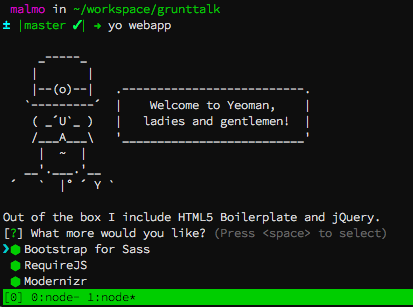 malmo in ~/workspace/grunttalk
± |master ✓| → yo webapp
     _-----_
    |       |
    |--(o)--|   .--------------------------.
   `---------´  |    Welcome to Yeoman,    |
    ( _´U`_ )   |   ladies and gentlemen!  |
    /___A___\   '__________________________'
     |  ~  |
   __'.___.'__
 ´   `  |° ´ Y `
Out of the box I include HTML5 Boilerplate and jQuery.
[?] What more would you like? (Press <space> to select)
❯⬢ Bootstrap for Sass
 ⬢ RequireJS
 ⬢ Modernizr
[0] 0:node- 1:node*